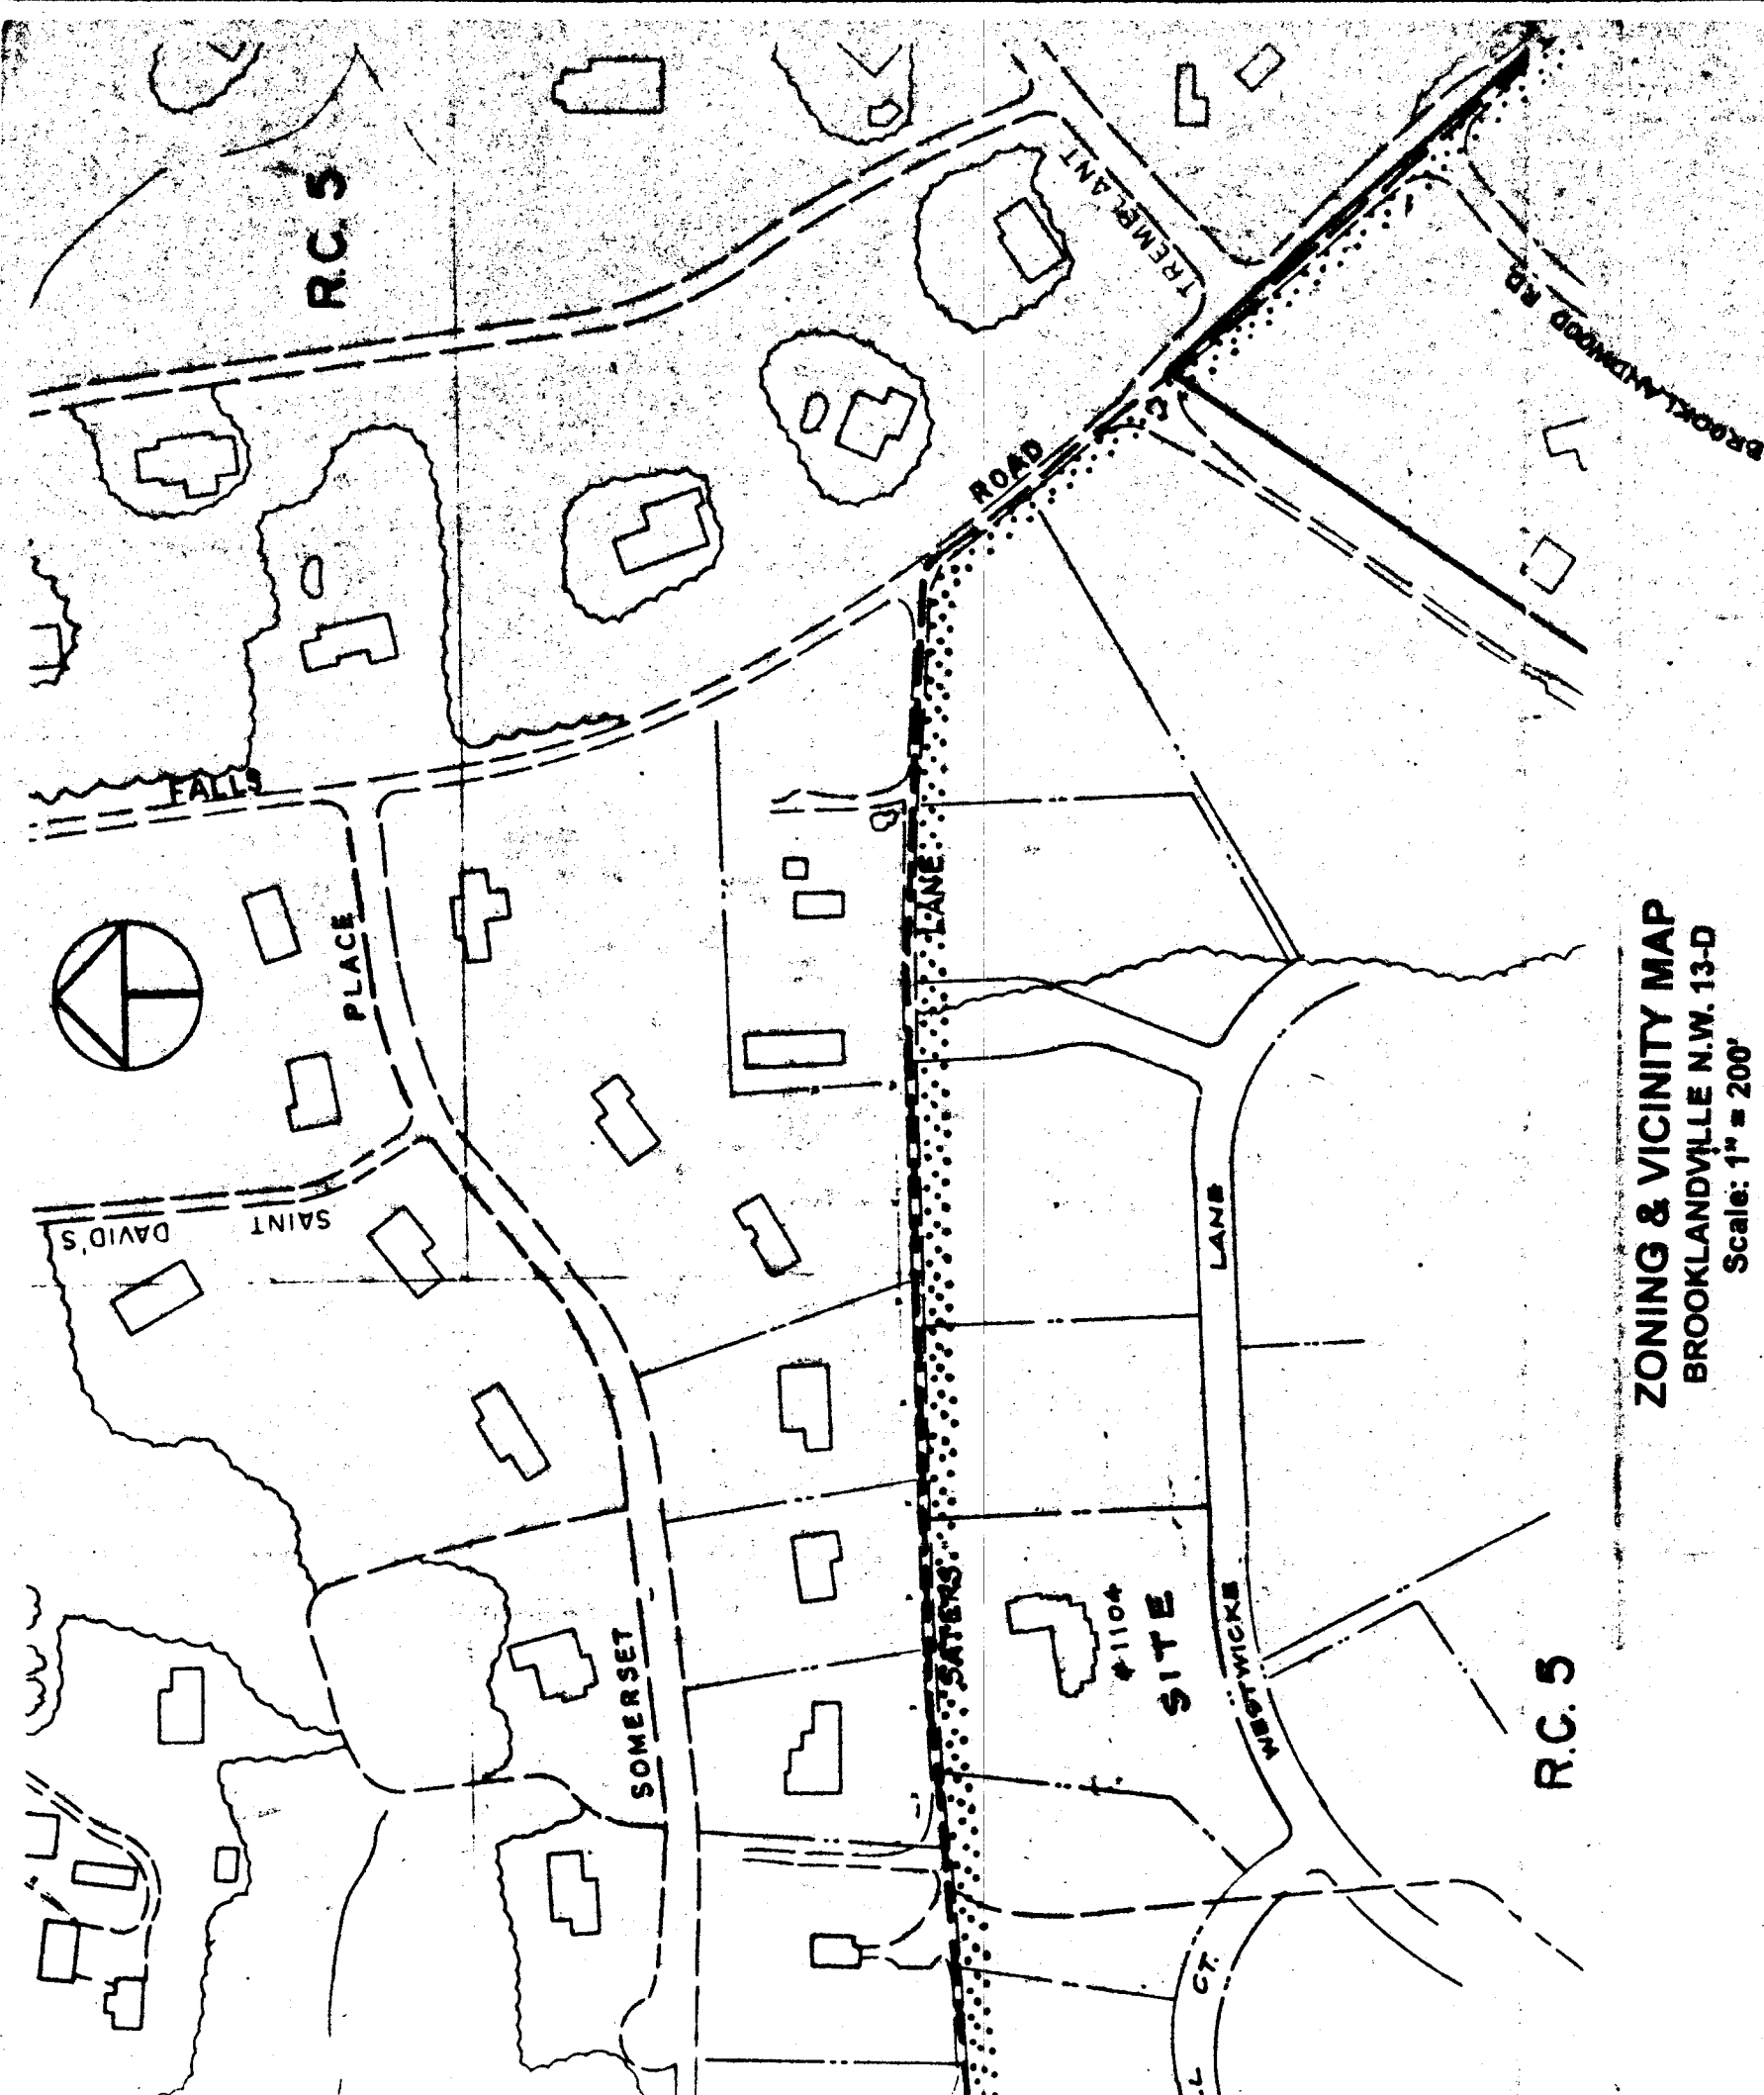 R.C. 5
TREMBLANT
BROOKLANDWOOD RD.
FALLS
ROAD
PLACE
LANE
SAINT
DAVID'S
LANE
SOMERSET
SATERS
#1104
SITE
WESTWICKE
R.C. 5
CT.
ZONING & VICINITY MAP
BROOKLANDVILLE N.W. 13-D
Scale: 1" = 200'